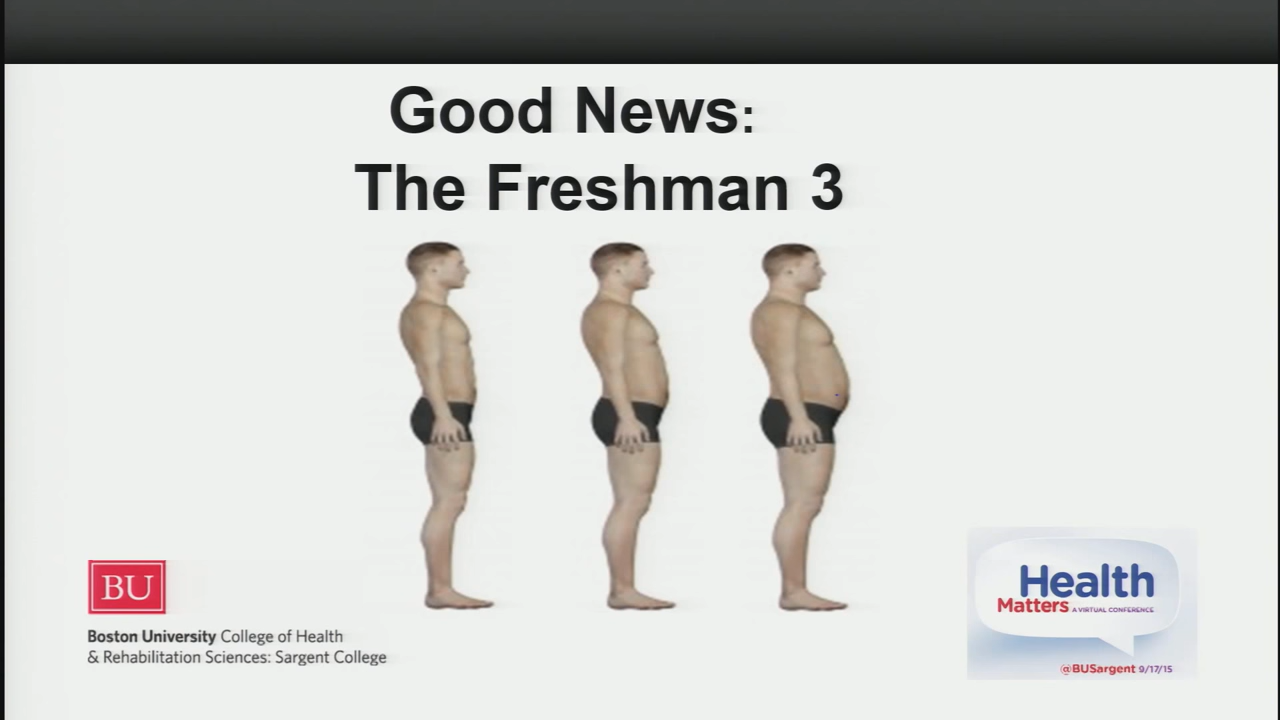 Good News:
The Freshman 3
BU
Boston University College of Health
& Rehabilitation Sciences: Sargent College
Health
Matters A VIRTUAL CONFERENCE
@BUSargent 9/17/15